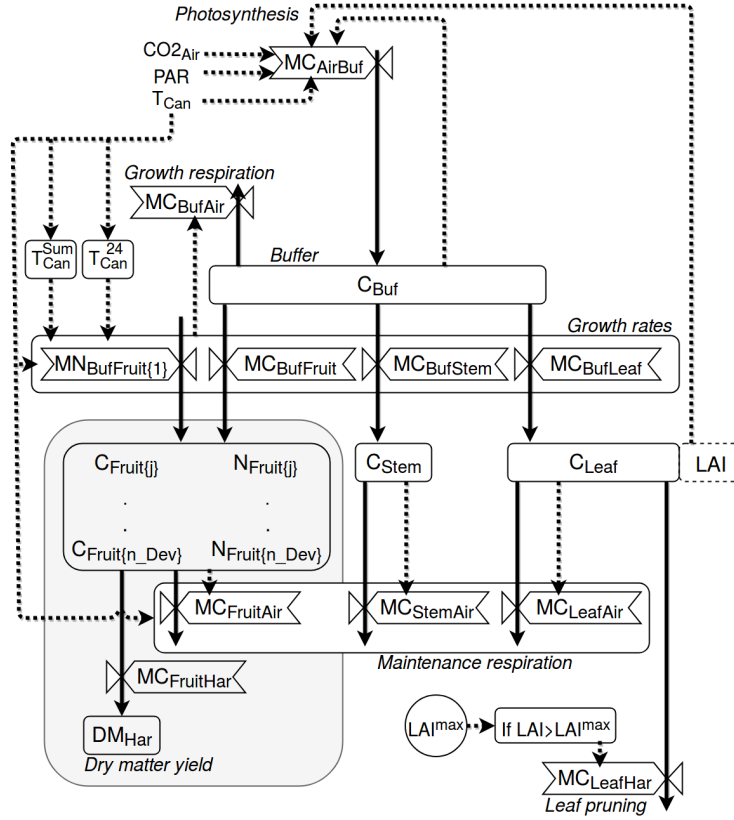 Photosynthesis
CO2Air
MCAirBuf
PAR
TCan
Growth respiration
MCBufAir
TCanSum
TCan24
Buffer
CBuf
Growth rates
MNBufFruit{1}
MCBufFruit
MCBufStem
MCBufLeaf
CFruit{j}
NFruit{j}
CStem
CLeaf
LAI
.
.
.
.
CFruit{n_Dev}
NFruit{n_Dev}
MCFruitAir
MCStemAir
MCLeafAir
Maintenance respiration
MCFruitHar
LAImax
If LAI>LAImax
DMHar
Dry matter yield
MCLeafHar
Leaf pruning